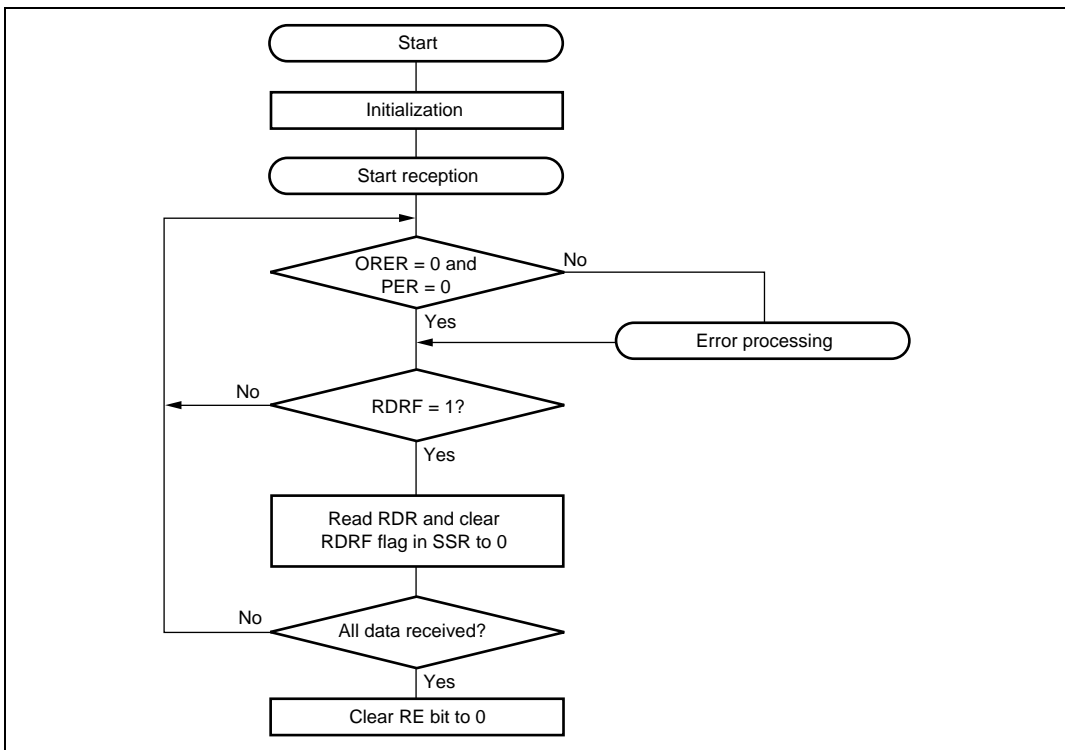 Start
Initialization
Start reception
ORER = 0 and
PER = 0
No
Yes
Error processing
No
RDRF = 1?
Yes
Read RDR and clear
RDRF flag in SSR to 0
No
All data received?
Yes
Clear RE bit to 0